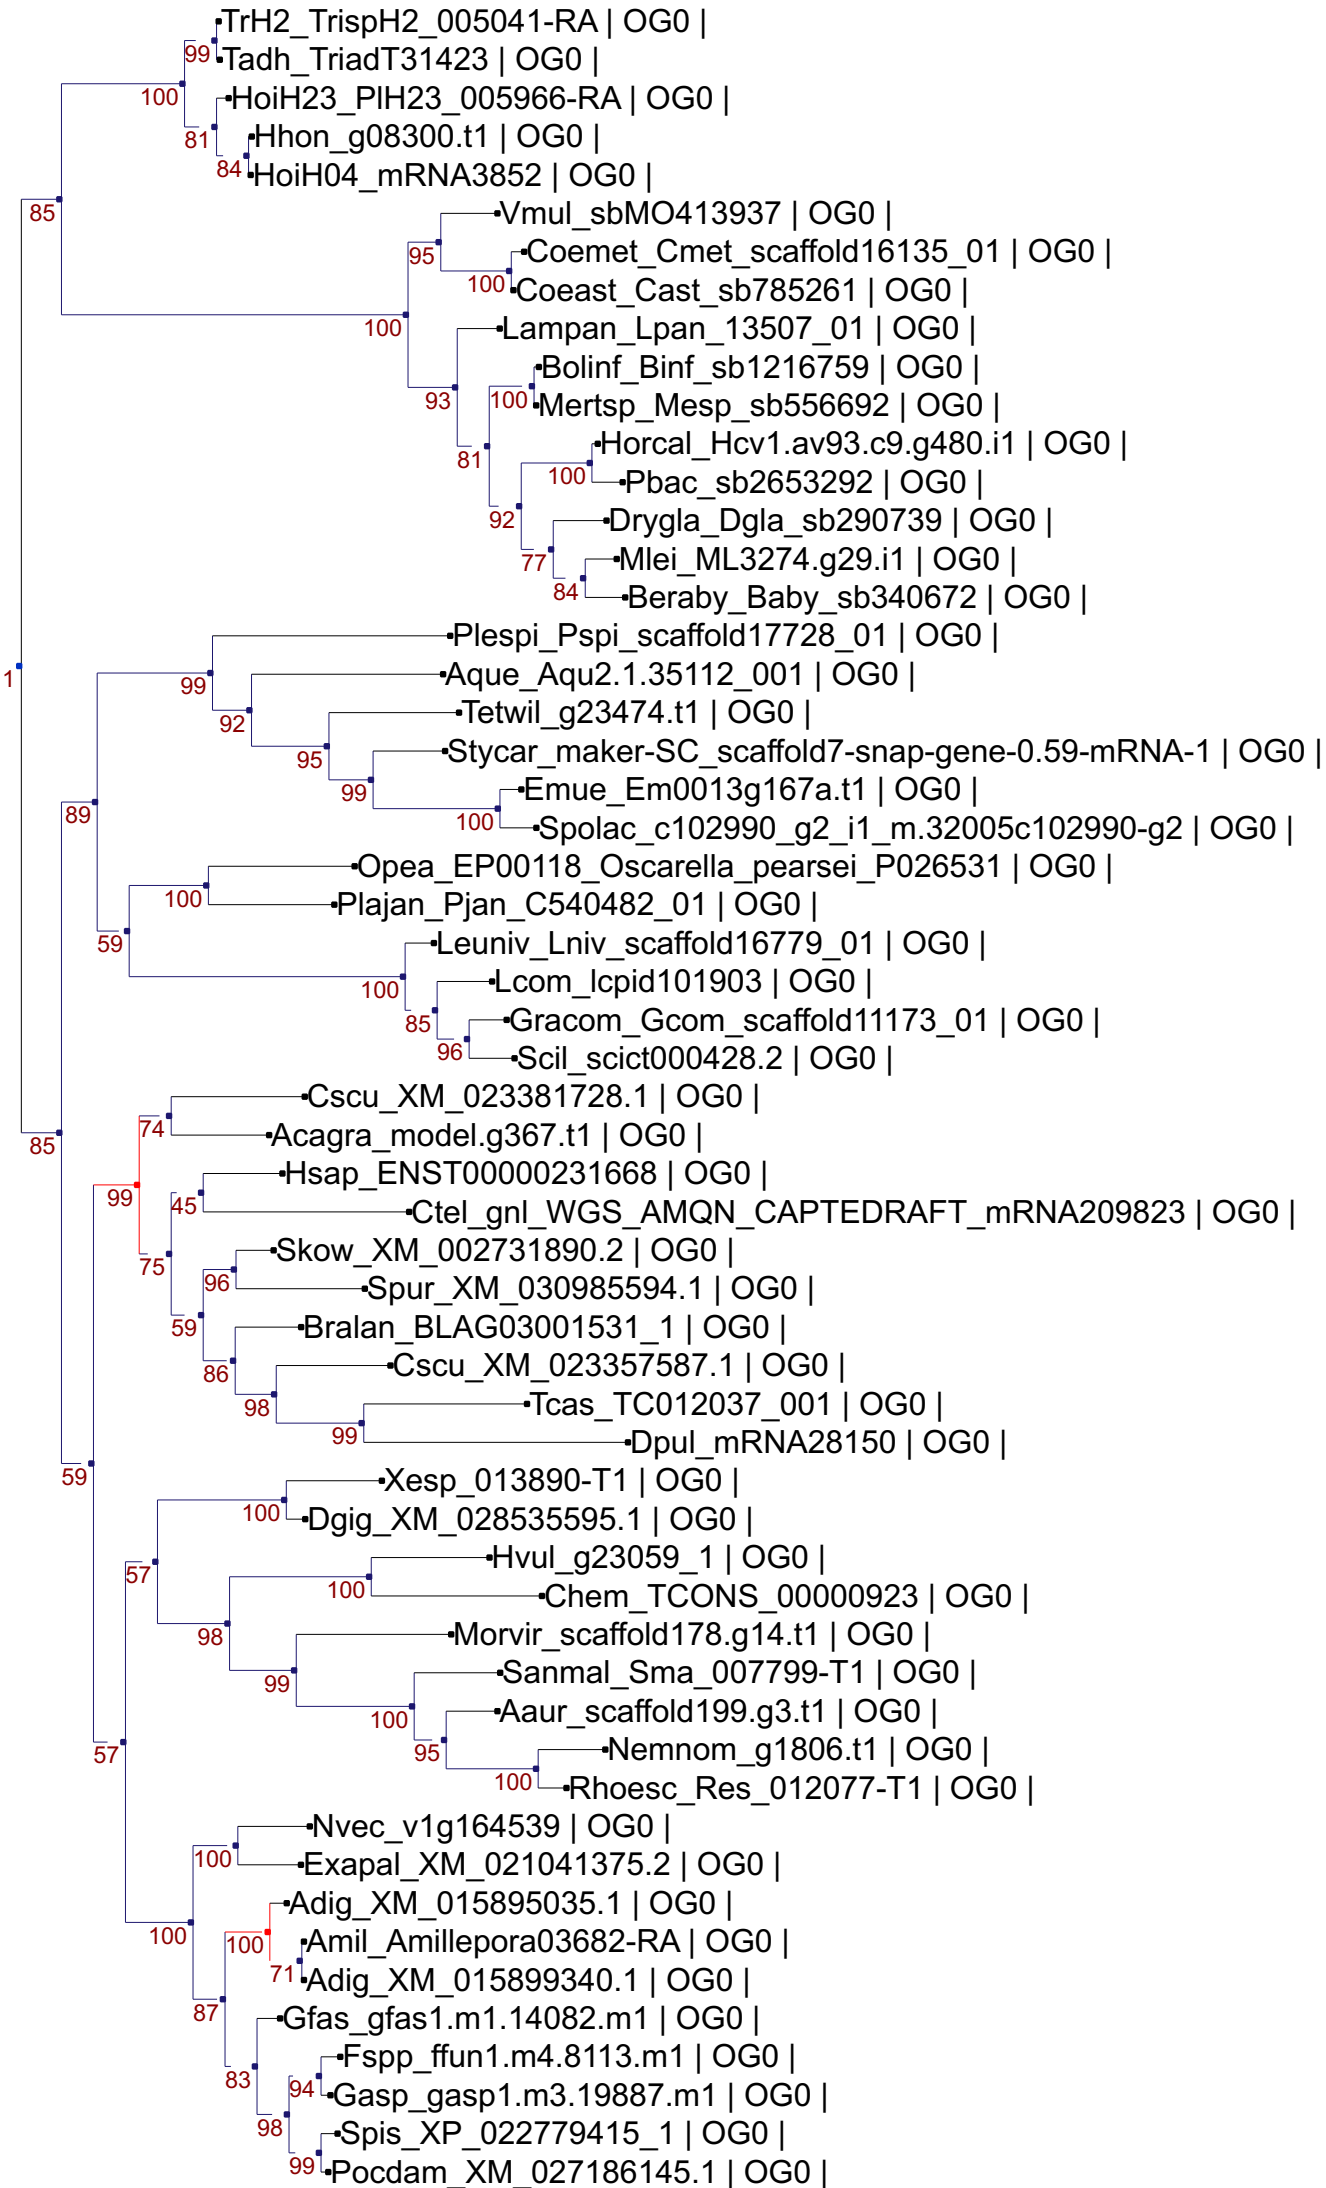 TrH2_TrispH2_005041-RA | OG0 |
99
Tadh_TriadT31423 | OG0 |
100
HoiH23_PlH23_005966-RA | OG0 |
81
Hhon_g08300.t1 | OG0 |
84
HoiH04_mRNA3852 | OG0 |
85
Vmul_sbMO413937 | OG0 |
95
Coemet_Cmet_scaffold16135_01 | OG0 |
100
Coeast_Cast_sb785261 | OG0 |
100
Lampan_Lpan_13507_01 | OG0 |
Bolinf_Binf_sb1216759 | OG0 |
93
100
Mertsp_Mesp_sb556692 | OG0 |
Horcal_Hcv1.av93.c9.g480.i1 | OG0 |
81
100
Pbac_sb2653292 | OG0 |
92
Drygla_Dgla_sb290739 | OG0 |
77
Mlei_ML3274.g29.i1 | OG0 |
84
Beraby_Baby_sb340672 | OG0 |
Plespi_Pspi_scaffold17728_01 | OG0 |
1
99
Aque_Aqu2.1.35112_001 | OG0 |
92
Tetwil_g23474.t1 | OG0 |
95
Stycar_maker-SC_scaffold7-snap-gene-0.59-mRNA-1 | OG0 |
99
Emue_Em0013g167a.t1 | OG0 |
89
100
Spolac_c102990_g2_i1_m.32005c102990-g2 | OG0 |
Opea_EP00118_Oscarella_pearsei_P026531 | OG0 |
100
Plajan_Pjan_C540482_01 | OG0 |
59
Leuniv_Lniv_scaffold16779_01 | OG0 |
100
Lcom_lcpid101903 | OG0 |
85
Gracom_Gcom_scaffold11173_01 | OG0 |
96
Scil_scict000428.2 | OG0 |
Cscu_XM_023381728.1 | OG0 |
74
Acagra_model.g367.t1 | OG0 |
85
Hsap_ENST00000231668 | OG0 |
99
45
Ctel_gnl_WGS_AMQN_CAPTEDRAFT_mRNA209823 | OG0 |
Skow_XM_002731890.2 | OG0 |
75
96
Spur_XM_030985594.1 | OG0 |
59
Bralan_BLAG03001531_1 | OG0 |
86
Cscu_XM_023357587.1 | OG0 |
98
Tcas_TC012037_001 | OG0 |
99
Dpul_mRNA28150 | OG0 |
59
Xesp_013890-T1 | OG0 |
100
Dgig_XM_028535595.1 | OG0 |
Hvul_g23059_1 | OG0 |
57
100
Chem_TCONS_00000923 | OG0 |
98
Morvir_scaffold178.g14.t1 | OG0 |
99
Sanmal_Sma_007799-T1 | OG0 |
100
Aaur_scaffold199.g3.t1 | OG0 |
57
95
Nemnom_g1806.t1 | OG0 |
100
Rhoesc_Res_012077-T1 | OG0 |
Nvec_v1g164539 | OG0 |
100
Exapal_XM_021041375.2 | OG0 |
Adig_XM_015895035.1 | OG0 |
100
100
Amil_Amillepora03682-RA | OG0 |
71
Adig_XM_015899340.1 | OG0 |
87
Gfas_gfas1.m1.14082.m1 | OG0 |
Fspp_ffun1.m4.8113.m1 | OG0 |
83
94
Gasp_gasp1.m3.19887.m1 | OG0 |
98
Spis_XP_022779415_1 | OG0 |
99
Pocdam_XM_027186145.1 | OG0 |